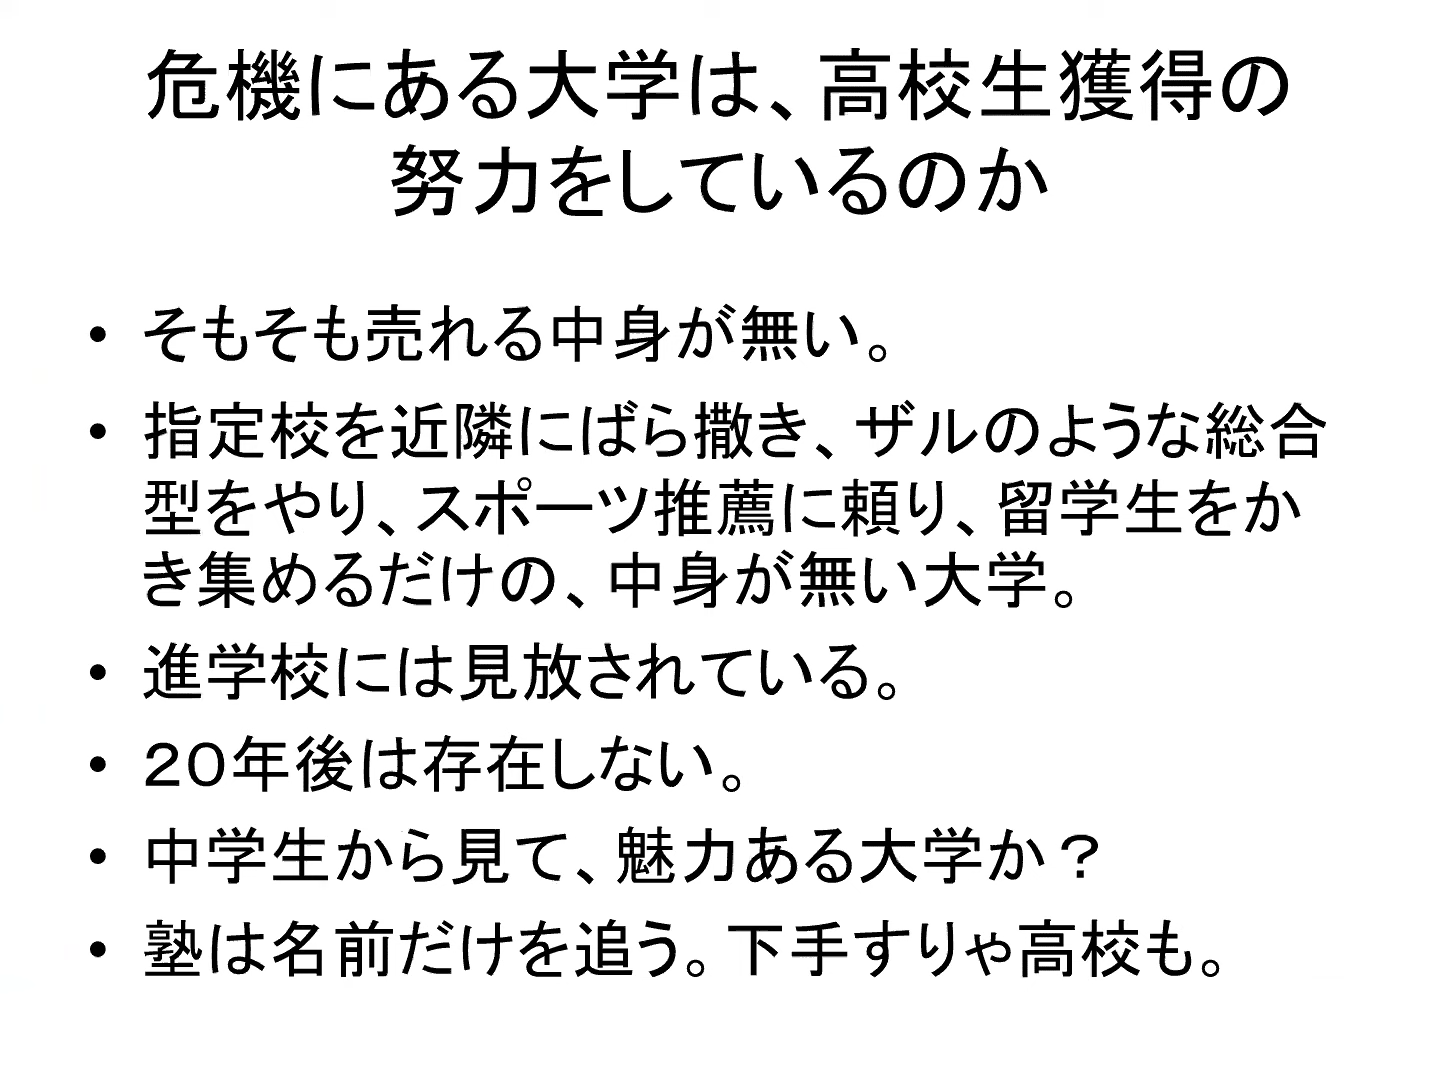 危機にある大学は、高校生獲得の
努力をしているのか
• そもそも売れる中身が無い。
• 指定校を近隣にばら撒き、ザルのような総合
型をやり、スポーツ推薦に頼り、留学生をか
き集めるだけの、中身が無い大学。
• 進学校には見放されている。
• ２０年後は存在しない。
• 中学生から見て、魅力ある大学か？
• 塾は名前だけを追う。下手すりゃ高校も。